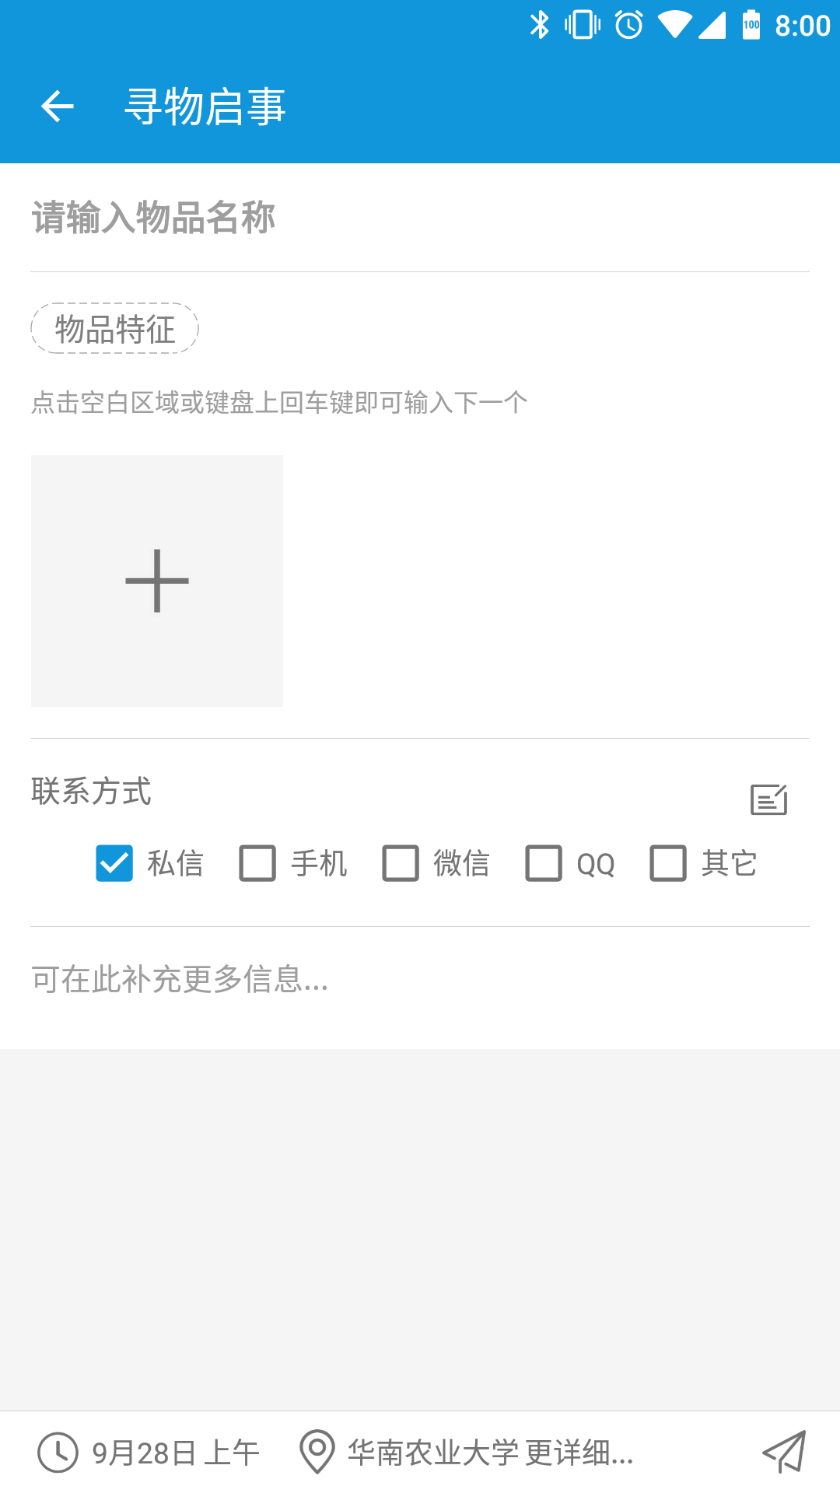 100 8:00
寻物启事
请输入物品名称
物品特征
点击空白区域或键盘上回车键即可输入下一个
联系方式
私信 手机 微信 QQ 其它
可在此补充更多信息...
9月28日 上午 华南农业大学 更详细...